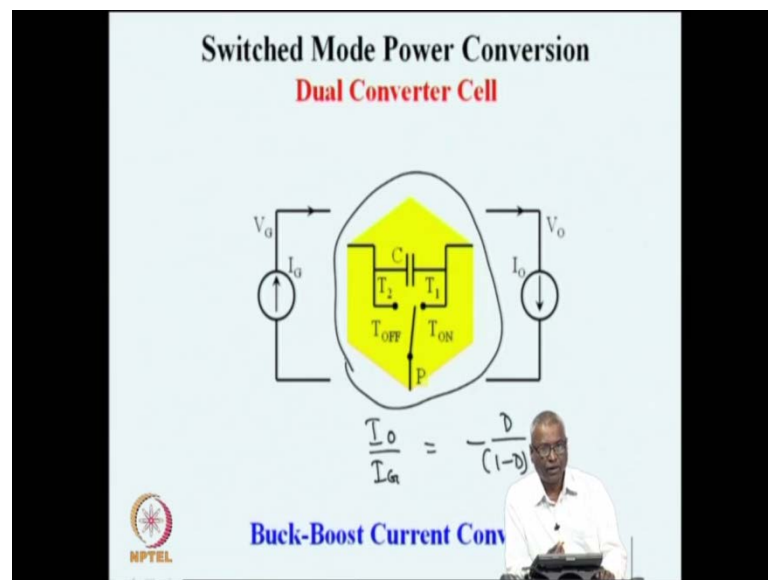 Switched Mode Power Conversion
Dual Converter Cell
V_G
V_O
I_G
C
I_O
T_2
T_1
T_OFF
T_ON
P
I_O/I_G = - D/(1-D)
NPTEL
Buck-Boost Current Conv